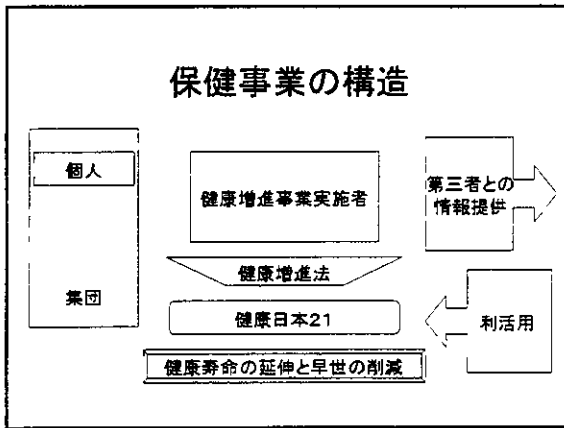 保健事業の構造
個人
集団
健康増進事業実施者
健康増進法
健康日本21
健康寿命の延伸と早世の削減
第三者との
情報提供
利活用